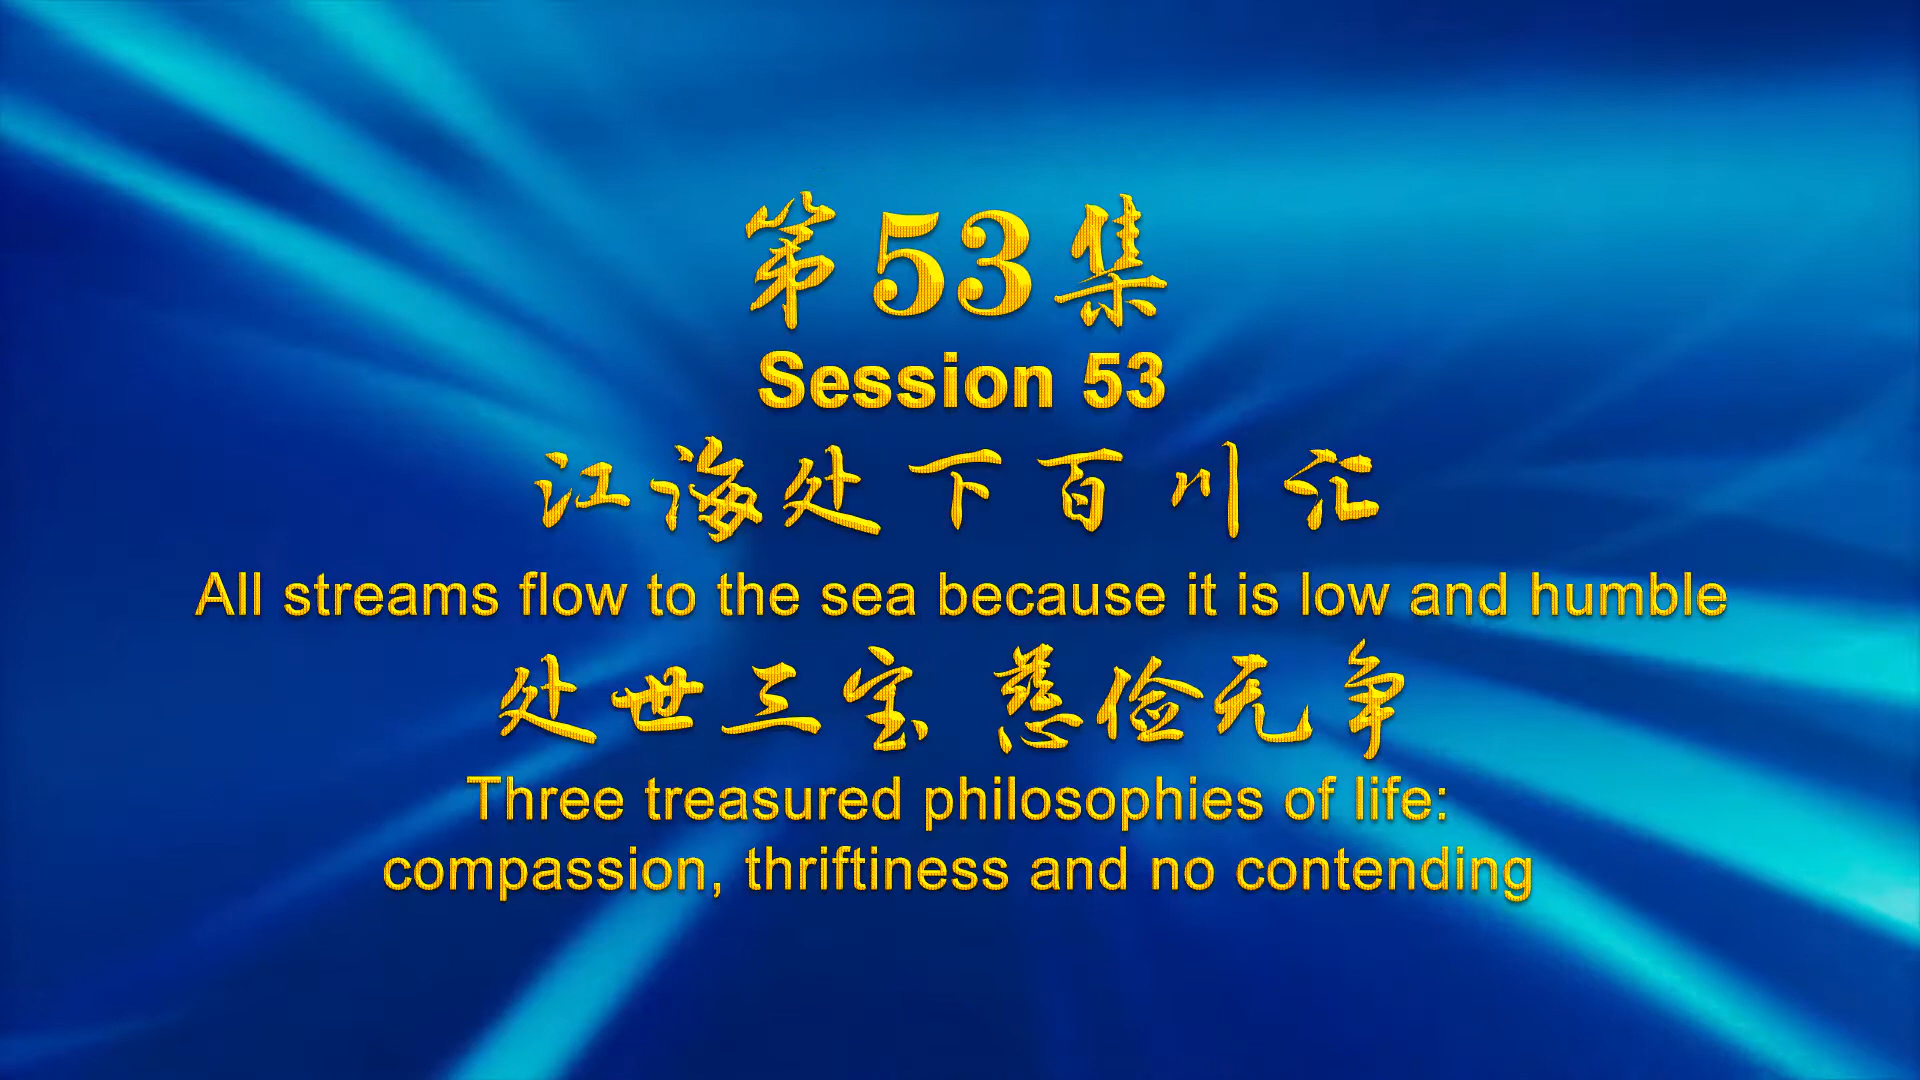 第53集
Session 53
江海处下百川汇
All streams flow to the sea because it is low and humble
处世三宝 慈俭无争
Three treasured philosophies of life:
compassion, thriftiness and no contending